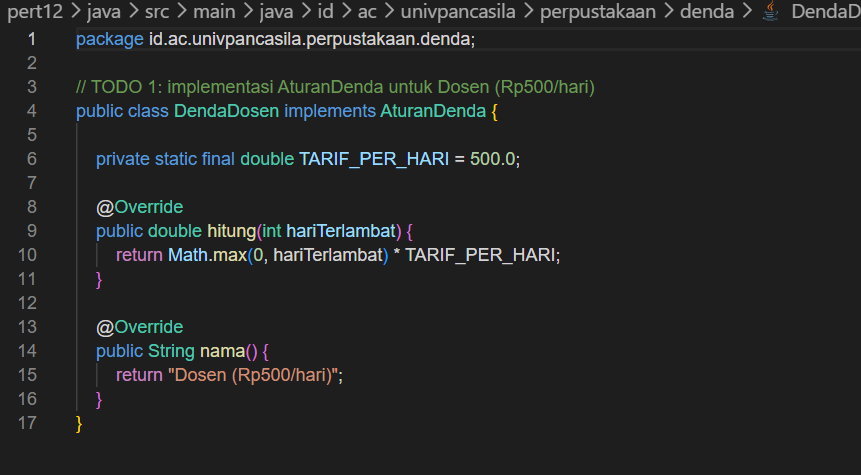 pert12 > java > src > main > java > id > ac > univpancasila > perpustakaan > denda > DendaD
1 package id.ac.univpancasila.perpustakaan.denda;
2
3 // TODO 1: implementasi AturanDenda untuk Dosen (Rp500/hari)
4 public class DendaDosen implements AturanDenda {
5
6 private static final double TARIF_PER_HARI = 500.0;
7
8 @Override
9 public double hitung(int hariTerlambat) {
10 return Math.max(0, hariTerlambat) * TARIF_PER_HARI;
11 }
12
13 @Override
14 public String nama() {
15 return "Dosen (Rp500/hari)";
16 }
17 }